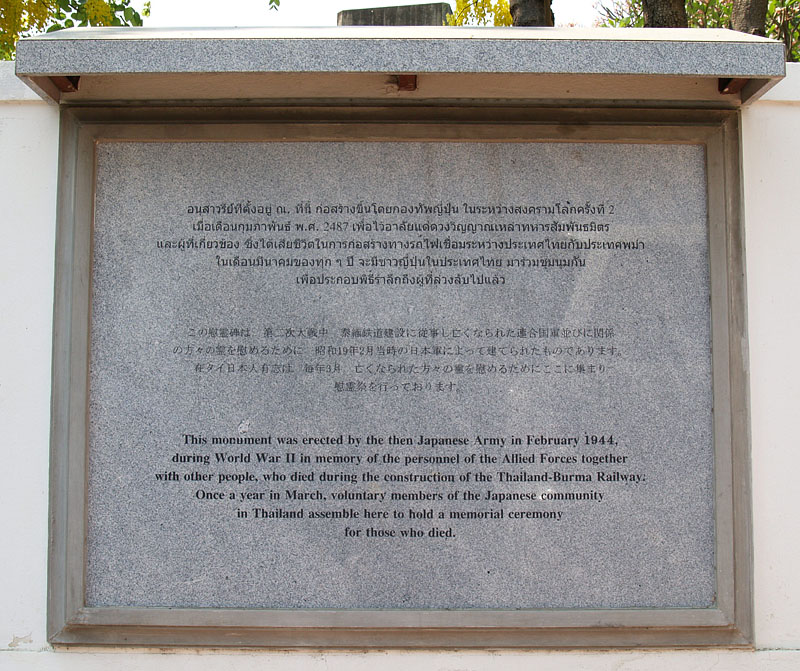 อนุสาวรีย์ที่ตั้งอยู่ ณ. ที่นี้ ก่อสร้างขึ้นโดยกองทัพญี่ปุ่น ในระหว่างสงครามโลกครั้งที่ 2
เมื่อเดือนกุมภาพันธ์ พ.ศ. 2487 เพื่อไว้อาลัยแด่ดวงวิญญาณเหล่าทหารสัมพันธมิตร
และผู้ที่เกี่ยวข้อง ซึ่งได้เสียชีวิตในการก่อสร้างทางรถไฟเชื่อมระหว่างประเทศไทยกับประเทศพม่า
ในเดือนมีนาคมของทุก ๆ ปี จะมีชาวญี่ปุ่นในประเทศไทย มาร่วมชุมนุมกัน
เพื่อประกอบพิธีรำลึกถึงผู้ที่ล่วงลับไปแล้ว
この慰霊碑は 第二次大戦中 泰緬鉄道建設に従事し亡くなられた連合国軍並びに関係
の方々の霊を慰めるために 昭和19年2月当時の日本軍によって建てられたものであります。
在タイ日本人有志は 毎年3月 亡くなられた方々の霊を慰めるためにここに集まり
慰霊祭を行っております。
This monument was erected by the then Japanese Army in February 1944,
during World War II in memory of the personnel of the Allied Forces together
with other people, who died during the construction of the Thailand-Burma Railway.
Once a year in March, voluntary members of the Japanese community
in Thailand assemble here to hold a memorial ceremony
for those who died.